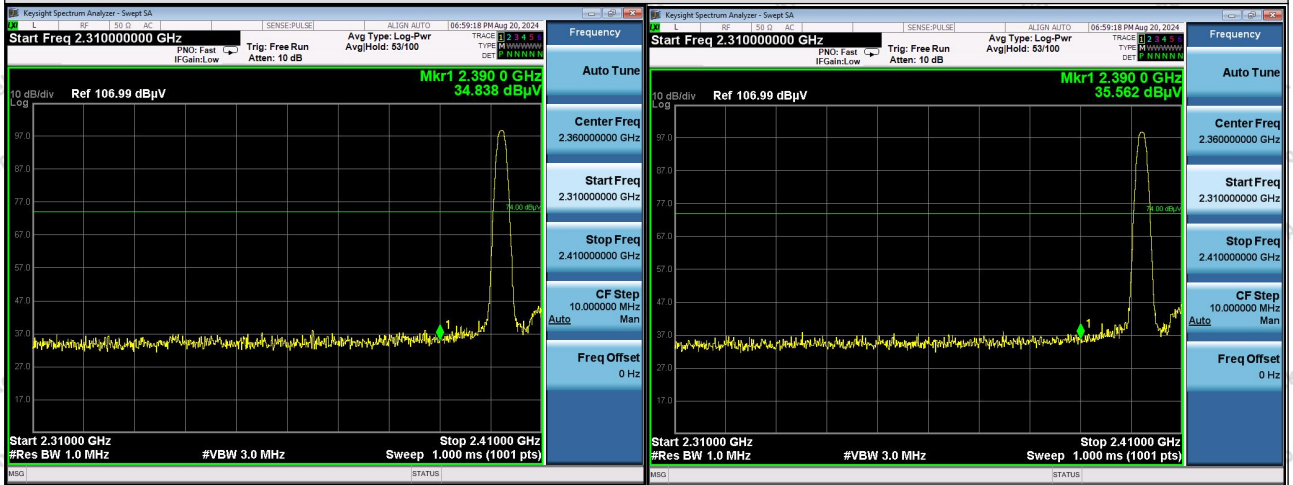 Keysight Spectrum Analyzer - Swept SA
L RF 50 Ω AC SENSE:PULSE ALIGN AUTO 06:59:18 PM Aug 20, 2024
Start Freq 2.310000000 GHz
PNO: Fast
IFGain:Low
Trig: Free Run
Atten: 10 dB
Avg Type: Log-Pwr
Avg|Hold: 53/100
TRACE 1 2 3 4 5 6
TYPE M WWWWW
DET P N N N N N
Mkr1 2.390 0 GHz
34.838 dBµV
10 dB/div Ref 106.99 dBµV
Log
97.0
87.0
77.0
74.00 dBµV
67.0
57.0
47.0
37.0
1
27.0
17.0
Start 2.31000 GHz Stop 2.41000 GHz
#Res BW 1.0 MHz #VBW 3.0 MHz Sweep 1.000 ms (1001 pts)
MSG STATUS
Frequency
Auto Tune
Center Freq
2.360000000 GHz
Start Freq
2.310000000 GHz
Stop Freq
2.410000000 GHz
CF Step
10.000000 MHz
Auto Man
Freq Offset
0 Hz
Keysight Spectrum Analyzer - Swept SA
L RF 50 Ω AC SENSE:PULSE ALIGN AUTO 06:59:18 PM Aug 20, 2024
Start Freq 2.310000000 GHz
PNO: Fast
IFGain:Low
Trig: Free Run
Atten: 10 dB
Avg Type: Log-Pwr
Avg|Hold: 53/100
TRACE 1 2 3 4 5 6
TYPE M WWWWW
DET P N N N N N
Mkr1 2.390 0 GHz
35.562 dBµV
10 dB/div Ref 106.99 dBµV
Log
97.0
87.0
77.0
74.00 dBµV
67.0
57.0
47.0
37.0
1
27.0
17.0
Start 2.31000 GHz Stop 2.41000 GHz
#Res BW 1.0 MHz #VBW 3.0 MHz Sweep 1.000 ms (1001 pts)
MSG STATUS
Frequency
Auto Tune
Center Freq
2.360000000 GHz
Start Freq
2.310000000 GHz
Stop Freq
2.410000000 GHz
CF Step
10.000000 MHz
Auto Man
Freq Offset
0 Hz